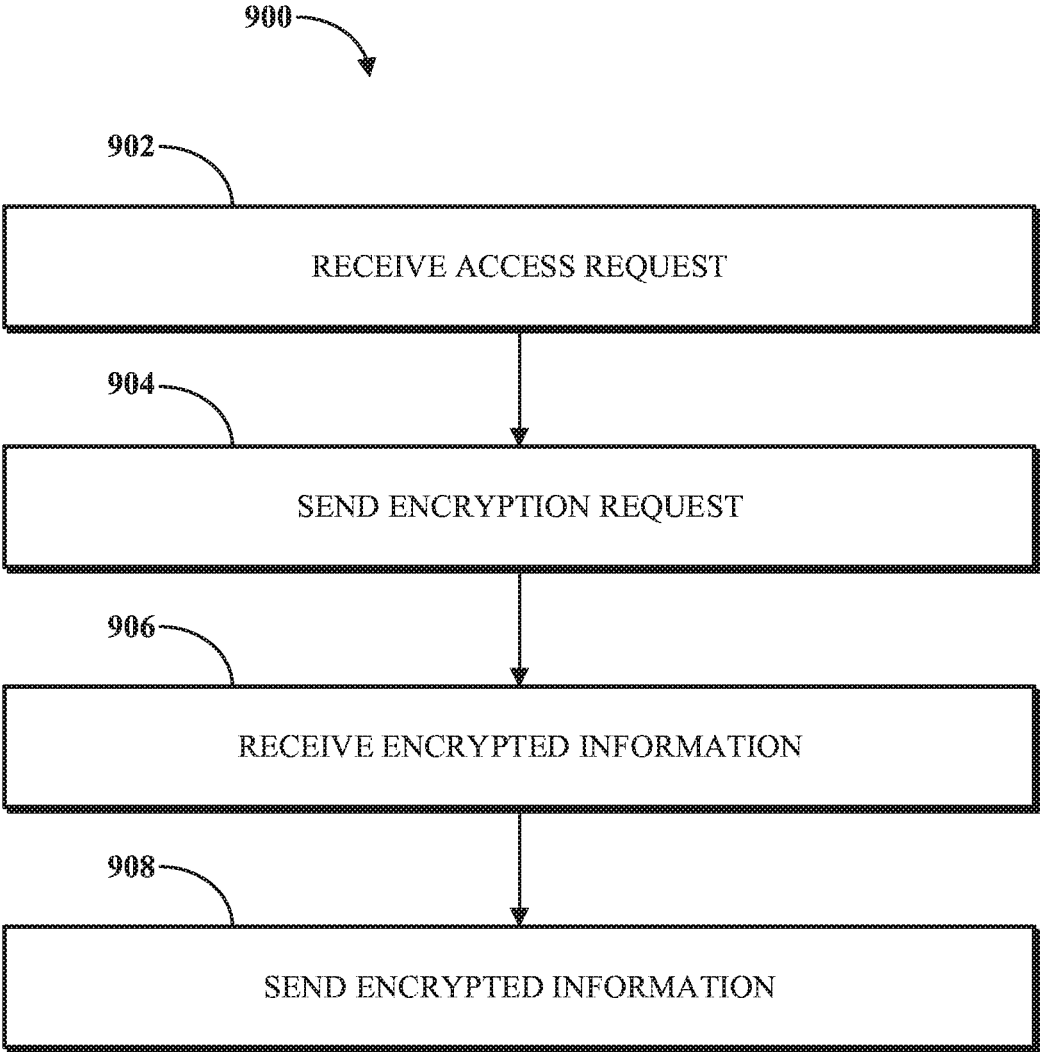 900
902
RECEIVE ACCESS REQUEST
904
SEND ENCRYPTION REQUEST
906
RECEIVE ENCRYPTED INFORMATION
908
SEND ENCRYPTED INFORMATION